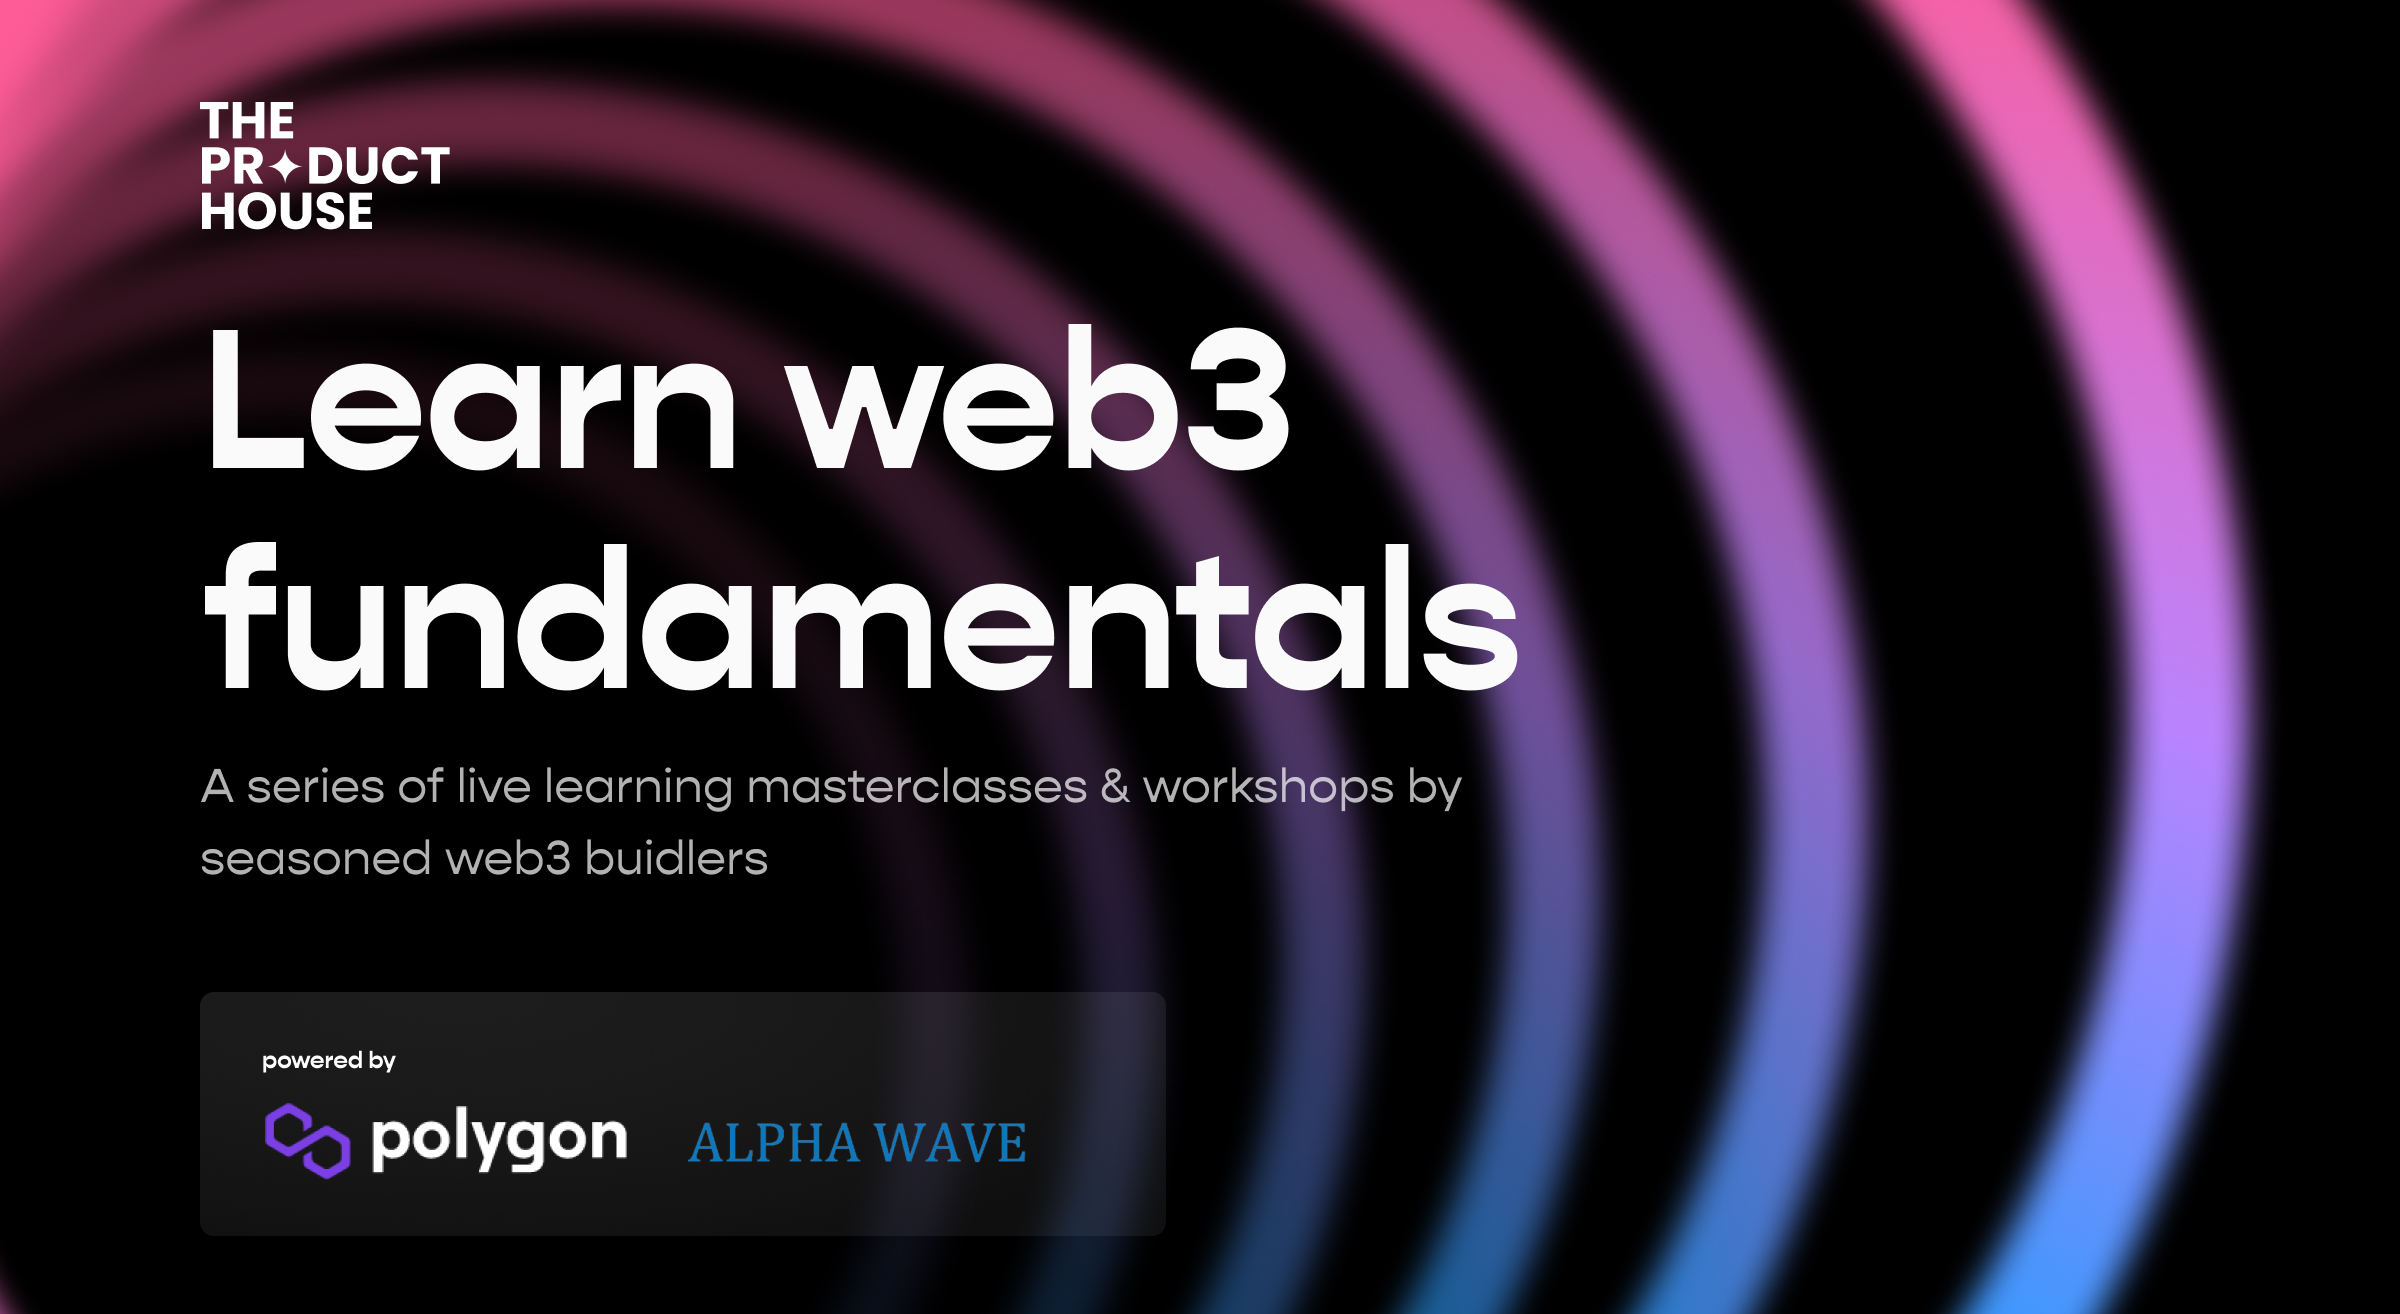 THE
PR✦DUCT
HOUSE
Learn web3
fundamentals
A series of live learning masterclasses & workshops by
seasoned web3 buidlers
powered by
polygon ALPHA WAVE